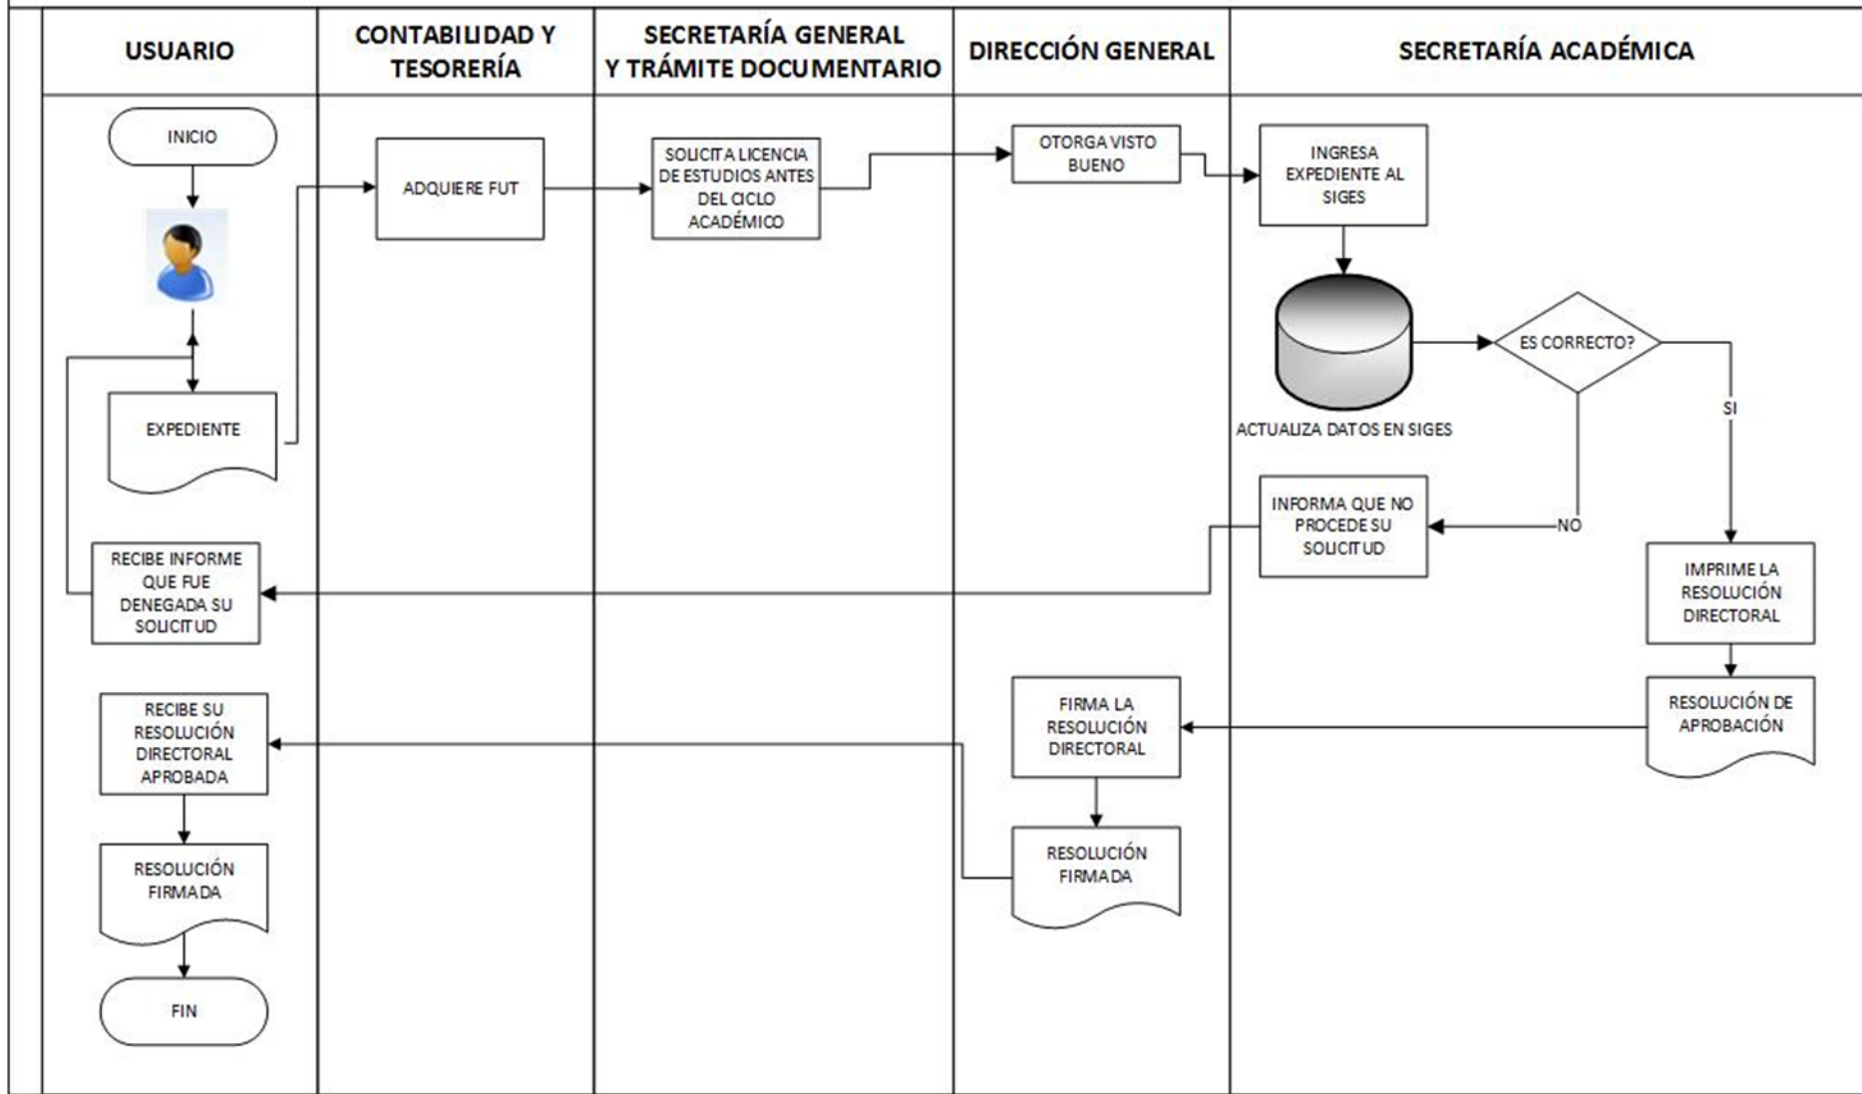 USUARIO
CONTABILIDAD Y
TESORERÍA
SECRETARÍA GENERAL
Y TRÁMITE DOCUMENTARIO
DIRECCIÓN GENERAL
SECRETARÍA ACADÉMICA
INICIO
ADQUIERE FUT
SOLICITA LICENCIA
DE ESTUDIOS ANTES
DEL CICLO
ACADÉMICO
OTORGA VISTO
BUENO
INGRESA
EXPEDIENTE AL
SIGES
ES CORRECTO?
SI
ACTUALIZA DATOS EN SIGES
EXPEDIENTE
INFORMA QUE NO
PROCEDE SU
SOLICITUD
NO
RECIBE INFORME
QUE FUE
DENEGADA SU
SOLICITUD
IMPRIME LA
RESOLUCIÓN
DIRECTORAL
RECIBE SU
RESOLUCIÓN
DIRECTORAL
APROBADA
FIRMA LA
RESOLUCIÓN
DIRECTORAL
RESOLUCIÓN DE
APROBACIÓN
RESOLUCIÓN
FIRMADA
RESOLUCIÓN
FIRMADA
FIN